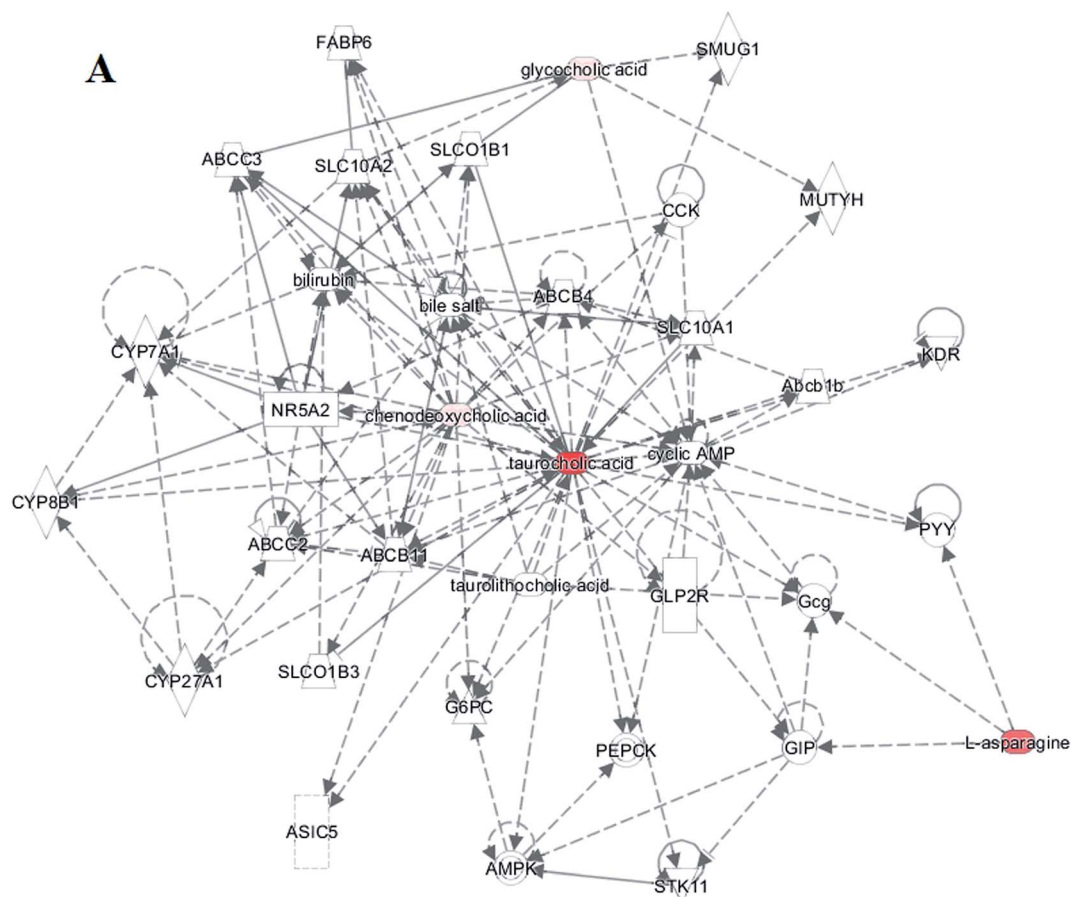 A
FABP6
SMUG1
glycocholic acid
ABCC3
SLC10A2
SLCO1B1
CCK
MUTYH
bilirubin
bile salt
ABCB4
SLC10A1
KDR
CYP7A1
Abcb1b
NR5A2
chenodeoxycholic acid
taurocholic acid
cyclic AMP
CYP8B1
ABCC2
ABCB11
PYY
taurolithocholic acid
GLP2R
Gcg
CYP27A1
SLCO1B3
G6PC
PEPCK
GIP
L-asparagine
ASIC5
AMPK
STK11